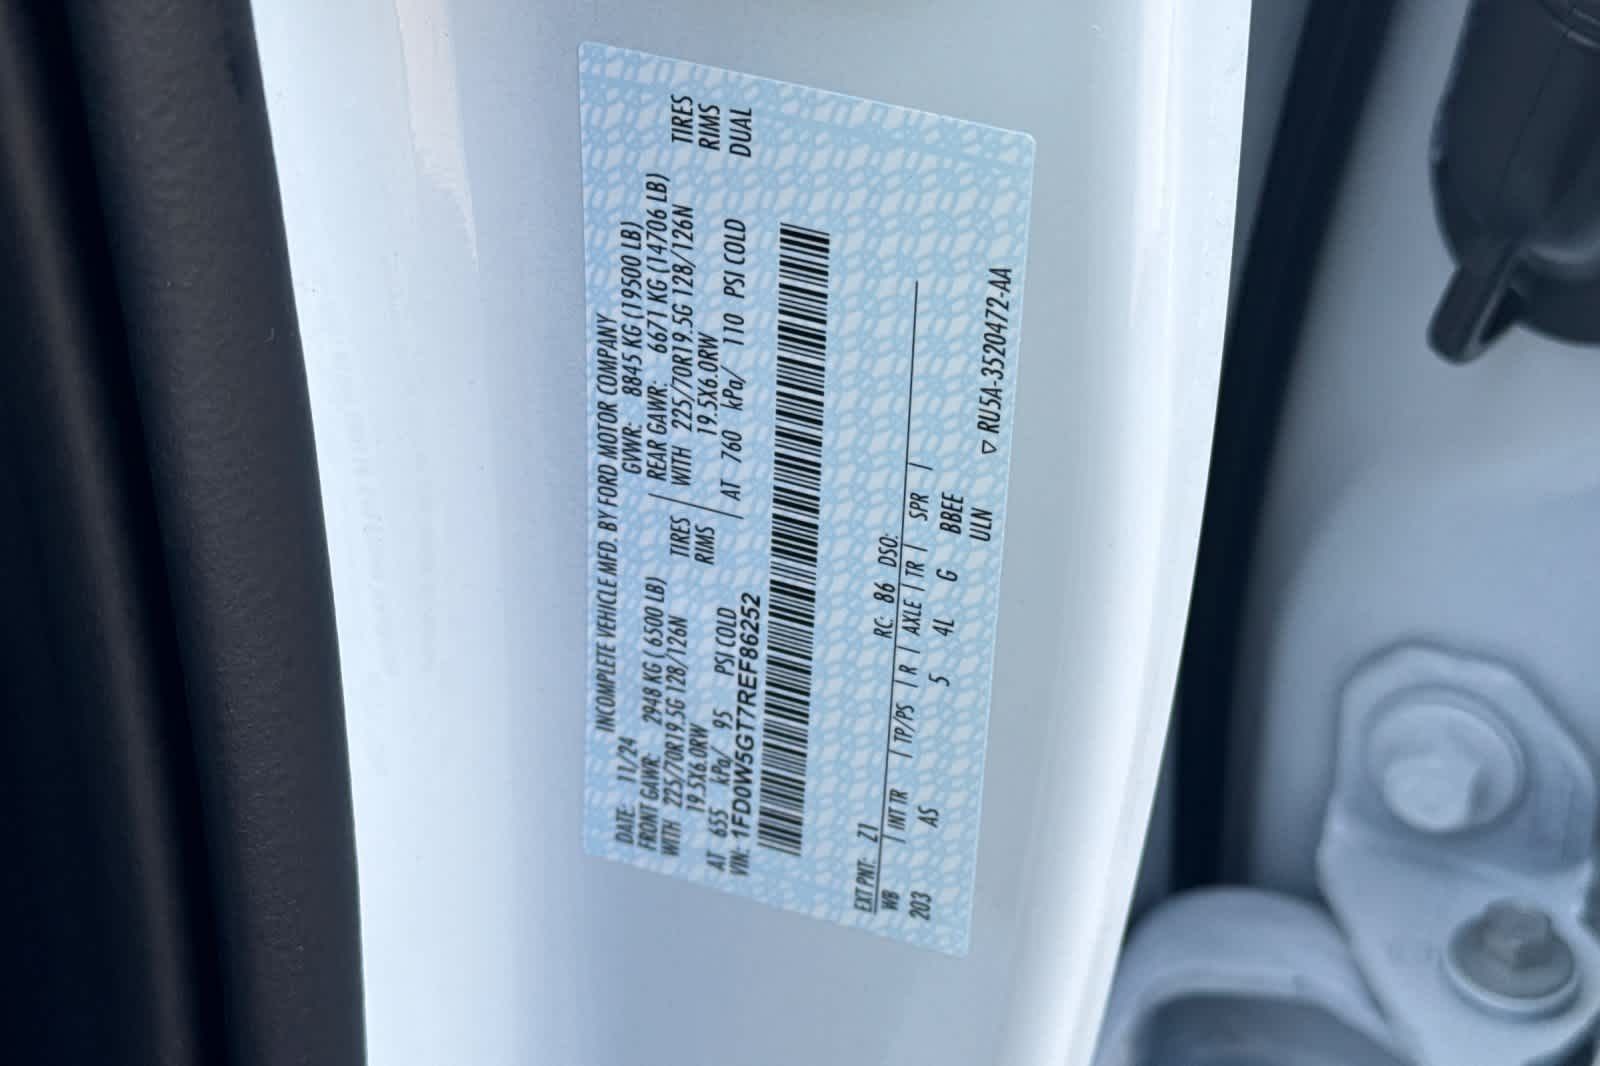 INCOMPLETE VEHICLE MFD. BY FORD MOTOR COMPANY
DATE: 11/24 GVWR: 8845 KG (19500 LB)
FRONT GAWR: 2948 KG ( 6500 LB) REAR GAWR: 6671 KG (14706 LB)
WITH 225/70R19.5G 128/126N TIRES WITH 225/70R19.5G 128/126N TIRES
19.5X6.0RW RIMS 19.5X6.0RW RIMS
AT 655 kPa/ 95 PSI COLD AT 760 kPa/ 110 PSI COLD DUAL
VIN: 1FD0W5GT7REF86252
EXT PNT: Z1 RC: 86 DSO:
WB | INT TR | TP/PS | R | AXLE | TR | SPR |
203 AS 5 4L G BBEE
ULN
▽ RU5A-3520472-AA